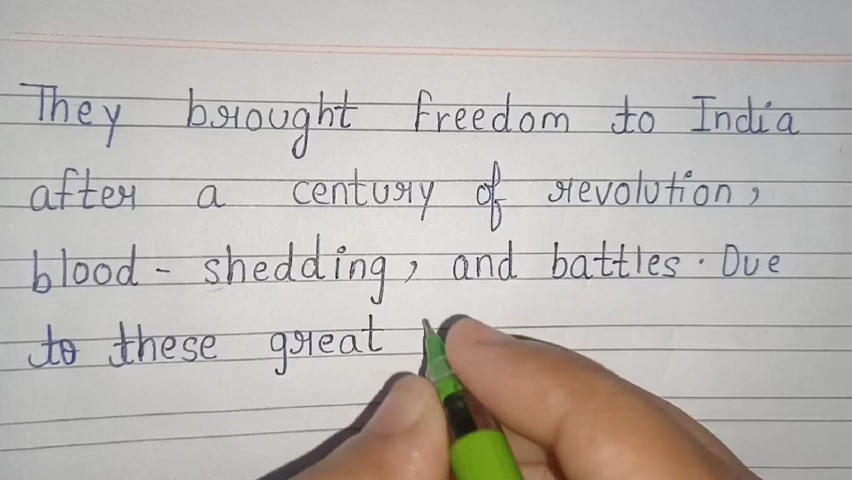 They brought freedom to India
after a century of revolution,
blood - shedding, and battles. Due
to these great